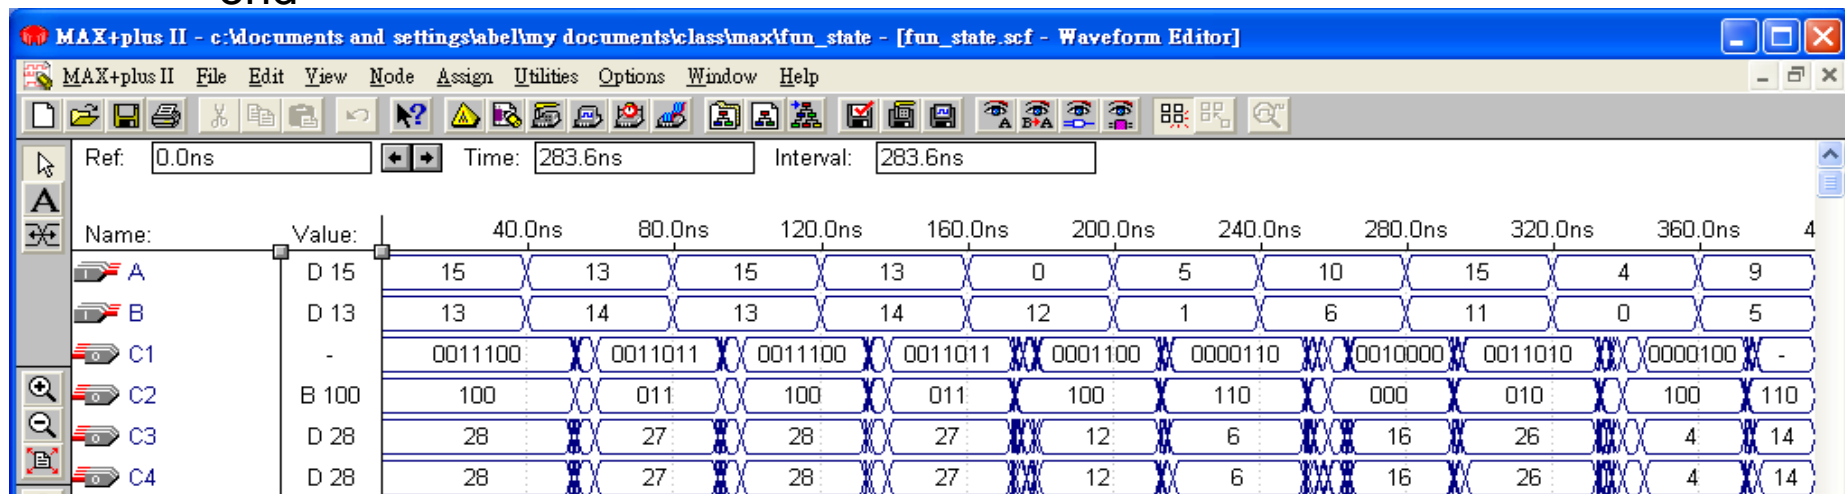 end
MAX+plus II - c:\documents and settings\abel\my documents\class\max\fun_state - [fun_state.scf - Waveform Editor]
MAX+plus II File Edit View Node Assign Utilities Options Window Help
Ref: 0.0ns Time: 283.6ns Interval: 283.6ns
Name: Value: 40.0ns 80.0ns 120.0ns 160.0ns 200.0ns 240.0ns 280.0ns 320.0ns 360.0ns 4
A D 15 15 13 15 13 0 5 10 15 4 9
B D 13 13 14 13 14 12 1 6 11 0 5
C1 - 0011100 0011011 0011100 0011011 0001100 0000110 0010000 0011010 0000100 -
C2 B 100 100 011 100 011 100 110 000 010 100 110
C3 D 28 28 27 28 27 12 6 16 26 4 14
C4 D 28 28 27 28 27 12 6 16 26 4 14